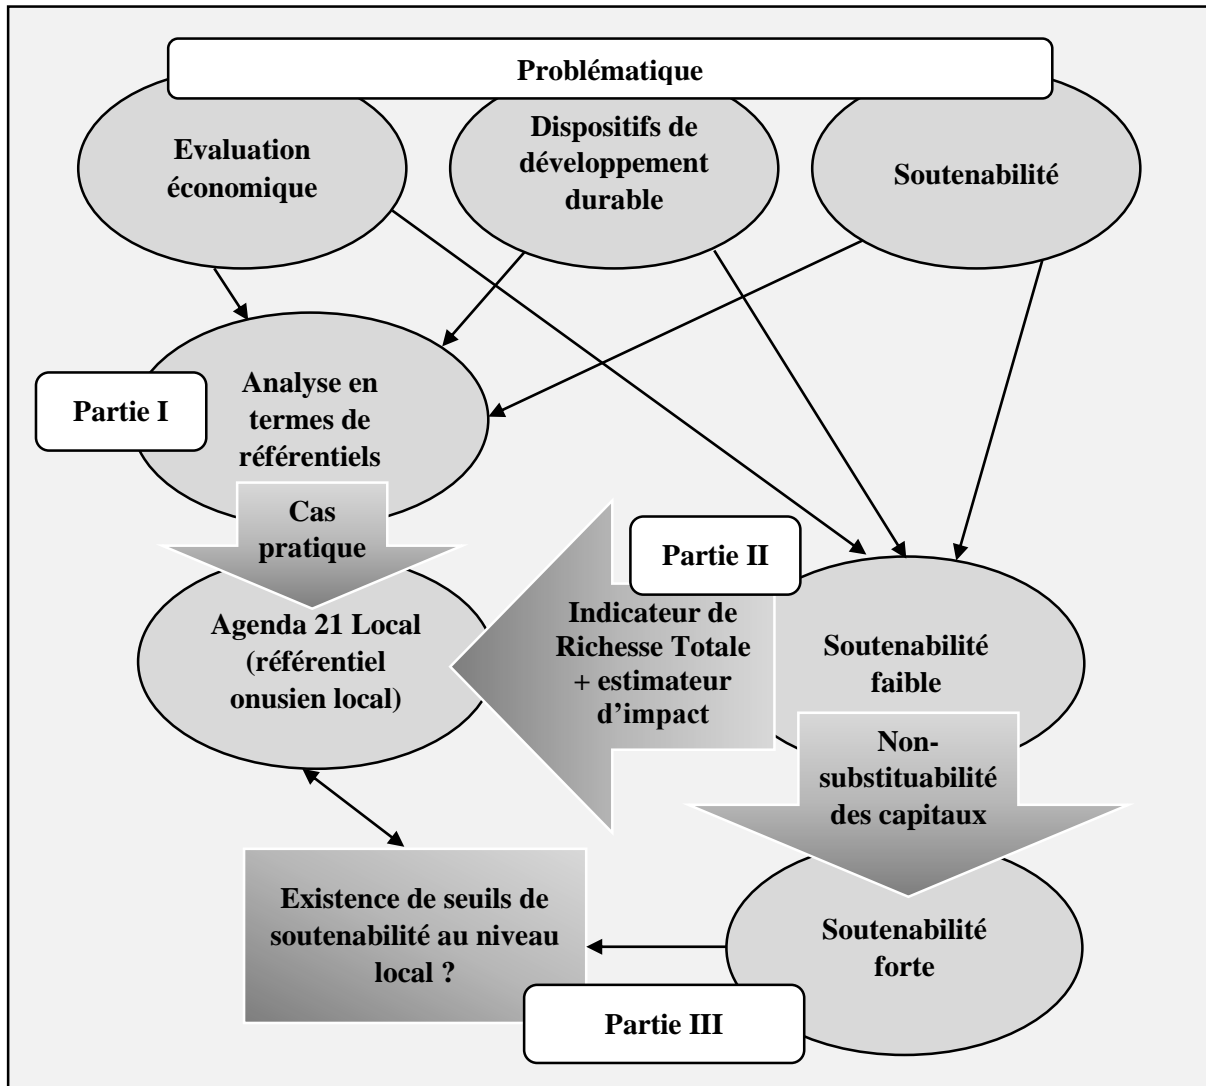 Problématique
Evaluation
économique
Dispositifs de
développement
durable
Soutenabilité
Partie I
Analyse en
termes de
référentiels
Cas
pratique
Agenda 21 Local
(référentiel
onusien local)
Partie II
Indicateur de
Richesse Totale
+ estimateur
d’impact
Soutenabilité
faible
Non-
substituabilité
des capitaux
Existence de seuils de
soutenabilité au niveau
local ?
Soutenabilité
forte
Partie III